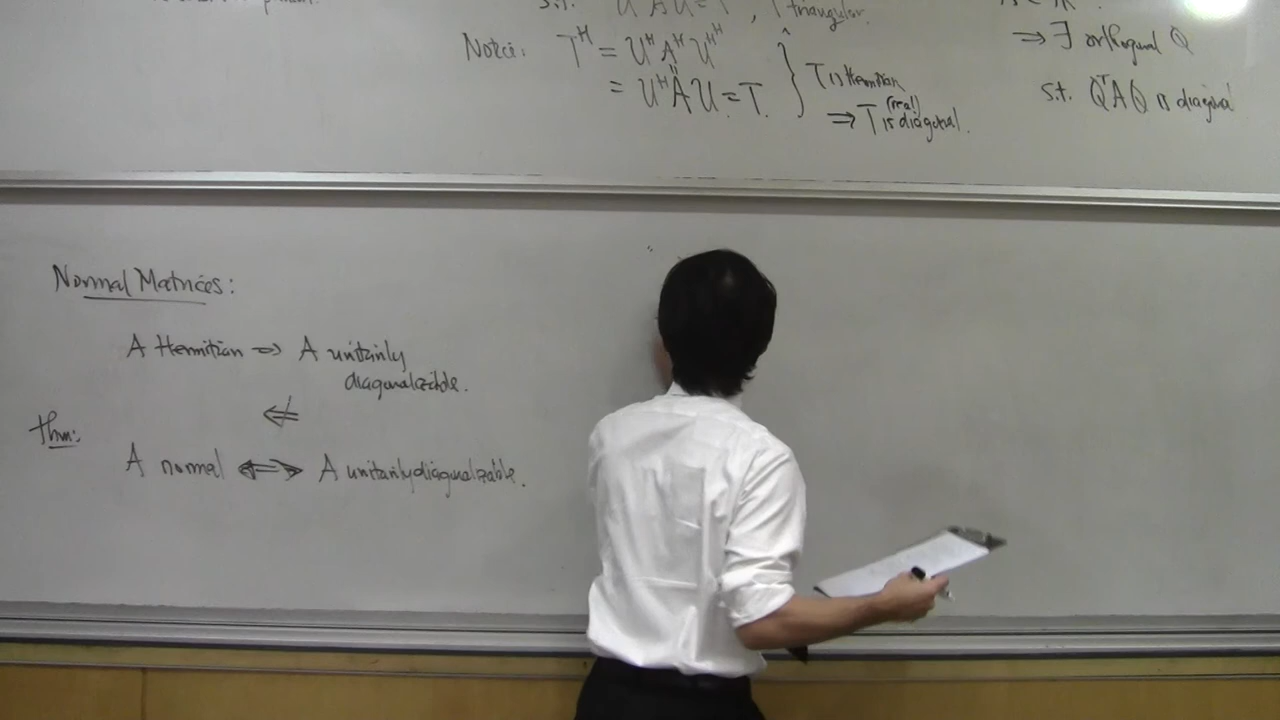 s.t. U A U = T, T triangular.
Note: T^H = U^H A^H U^HH
= U^H A U = T.
T is Hermitian
(real)
⇒ T is diagonal.
⇒ ∃ orthogonal Q
s.t. Q^T A Q is diagonal
Normal Matrices:
A Hermitian ⇒ A unitarily
diagonalizable.
⇍
Thm:
A normal ⇔ A unitarily diagonalizable.